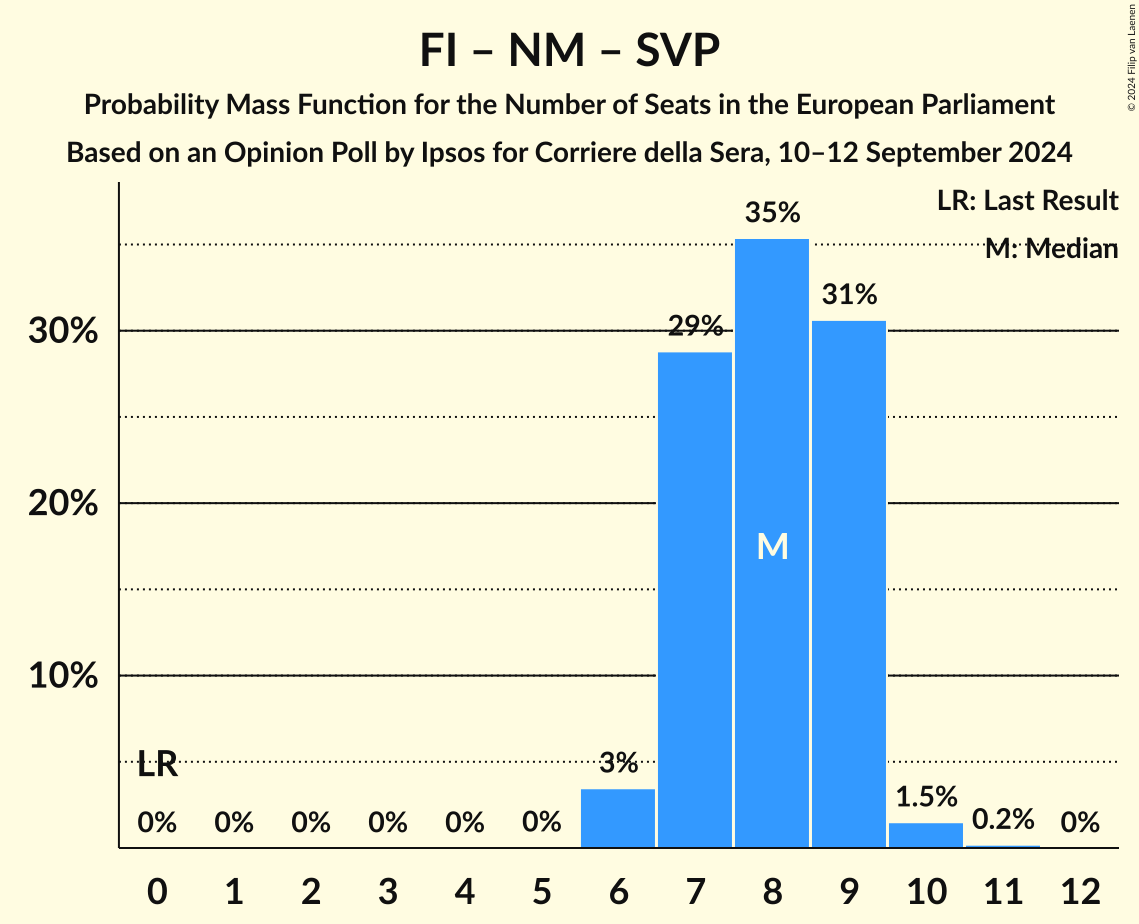 FI – NM – SVP
Probability Mass Function for the Number of Seats in the European Parliament
Based on an Opinion Poll by Ipsos for Corriere della Sera, 10–12 September 2024
© 2024 Filip van Laenen
LR: Last Result
M: Median
35%
31%
29%
30%
20%
M
10%
LR
3%
1.5%
0.2%
0%
0%
0%
0%
0%
0%
0%
0 1 2 3 4 5 6 7 8 9 10 11 12